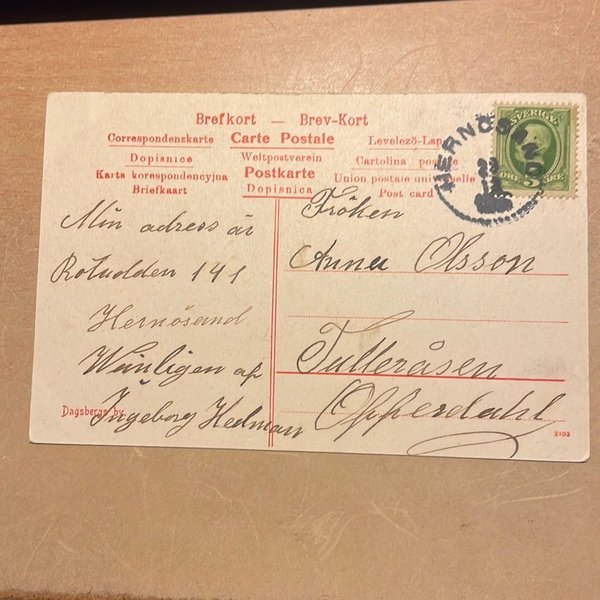 Brefkort — Brev-Kort
Correspondenzkarte Carte Postale Levelező-Lap
Dopisnice Weltpostverein Cartolina postale
Karta korespondencyjna Postkarte Union postale universelle
Briefkaart Dopisnica Post card
HERNÖSAND
SVERIGE
5
Min adress är
Rotudden 141
Hernösand
Wänligen af
Ingeborg Hedman
Dagsbergs by
Fröken
Anna Olsson
Tulleråsen
Offerdahl